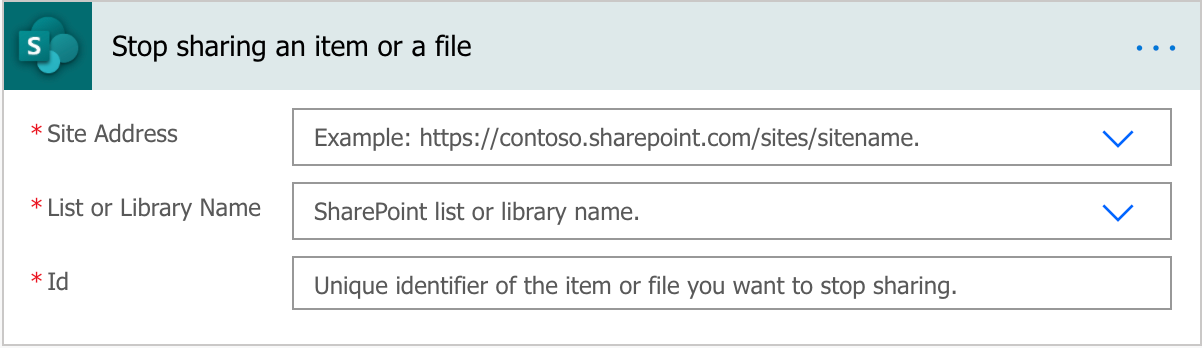 S
Stop sharing an item or a file
* Site Address
Example: https://contoso.sharepoint.com/sites/sitename.
* List or Library Name
SharePoint list or library name.
* Id
Unique identifier of the item or file you want to stop sharing.